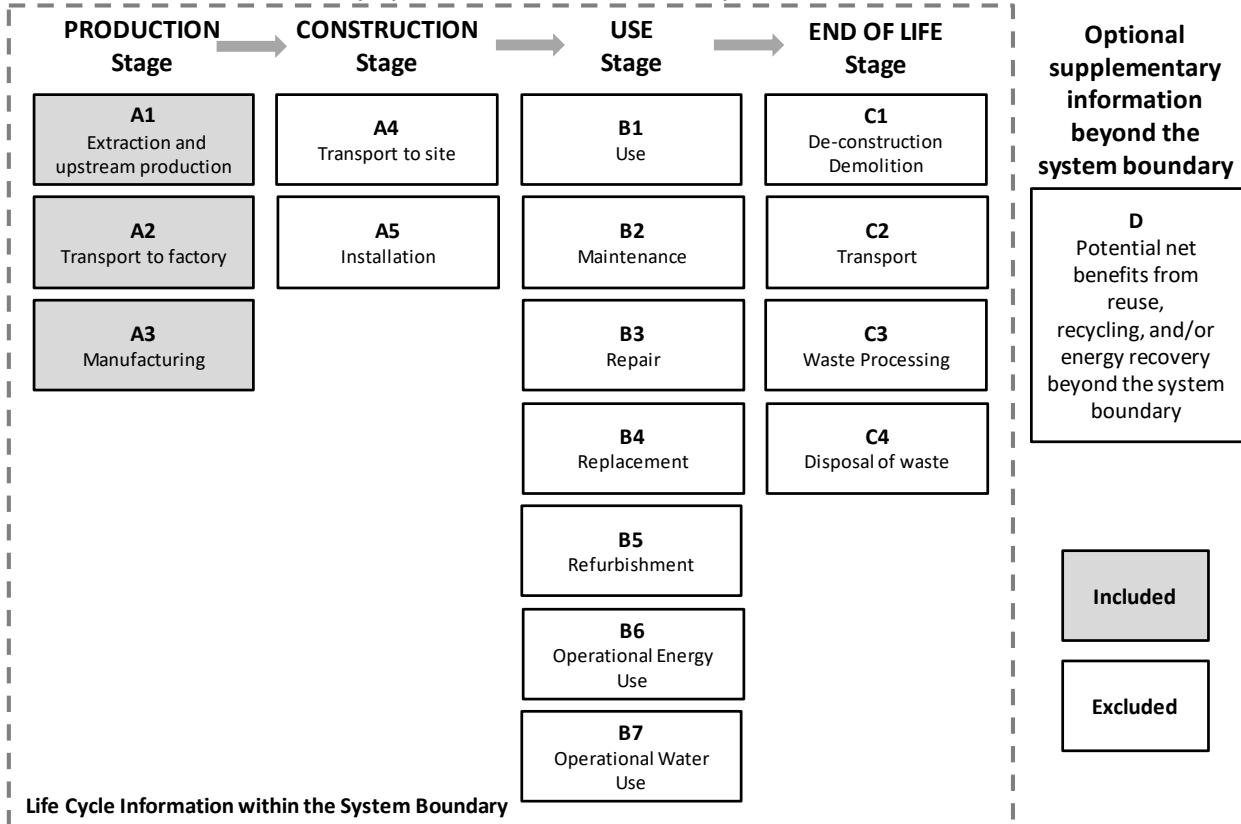 PRODUCTION
Stage
CONSTRUCTION
Stage
USE
Stage
END OF LIFE
Stage
Optional
supplementary
information
beyond the
system boundary
A1
Extraction and
upstream production
A2
Transport to factory
A3
Manufacturing
A4
Transport to site
A5
Installation
B1
Use
B2
Maintenance
B3
Repair
B4
Replacement
B5
Refurbishment
B6
Operational Energy
Use
B7
Operational Water
Use
C1
De-construction
Demolition
C2
Transport
C3
Waste Processing
C4
Disposal of waste
D
Potential net
benefits from
reuse,
recycling, and/or
energy recovery
beyond the system
boundary
Included
Excluded
Life Cycle Information within the System Boundary